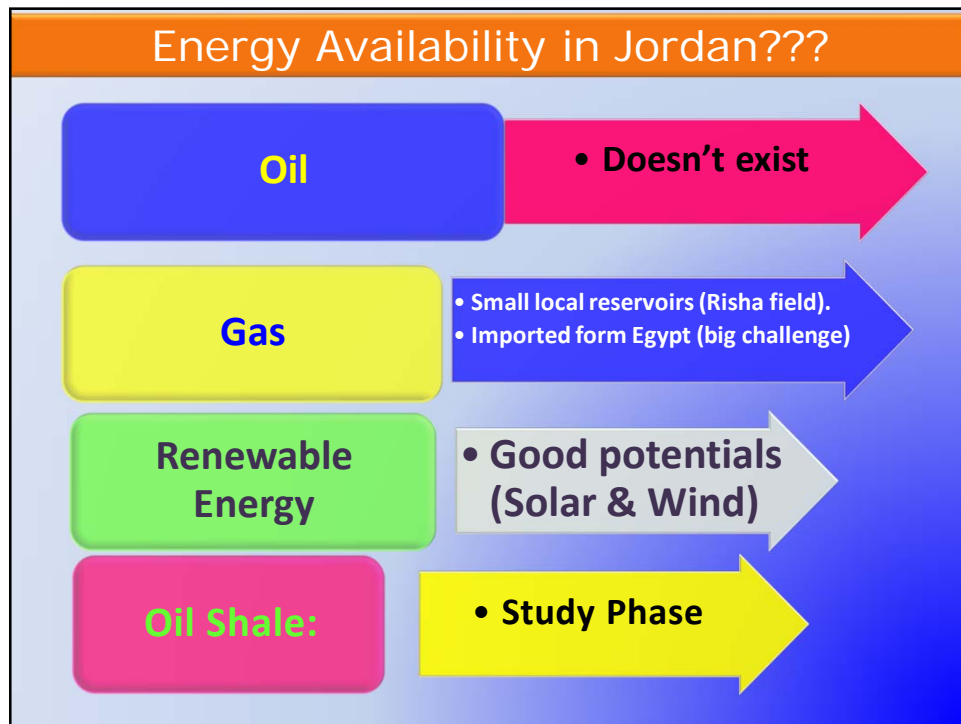 Energy Availability in Jordan???
Oil
• Doesn’t exist
Gas
• Small local reservoirs (Risha field).
• Imported form Egypt (big challenge)
Renewable
Energy
• Good potentials
(Solar & Wind)
Oil Shale:
• Study Phase